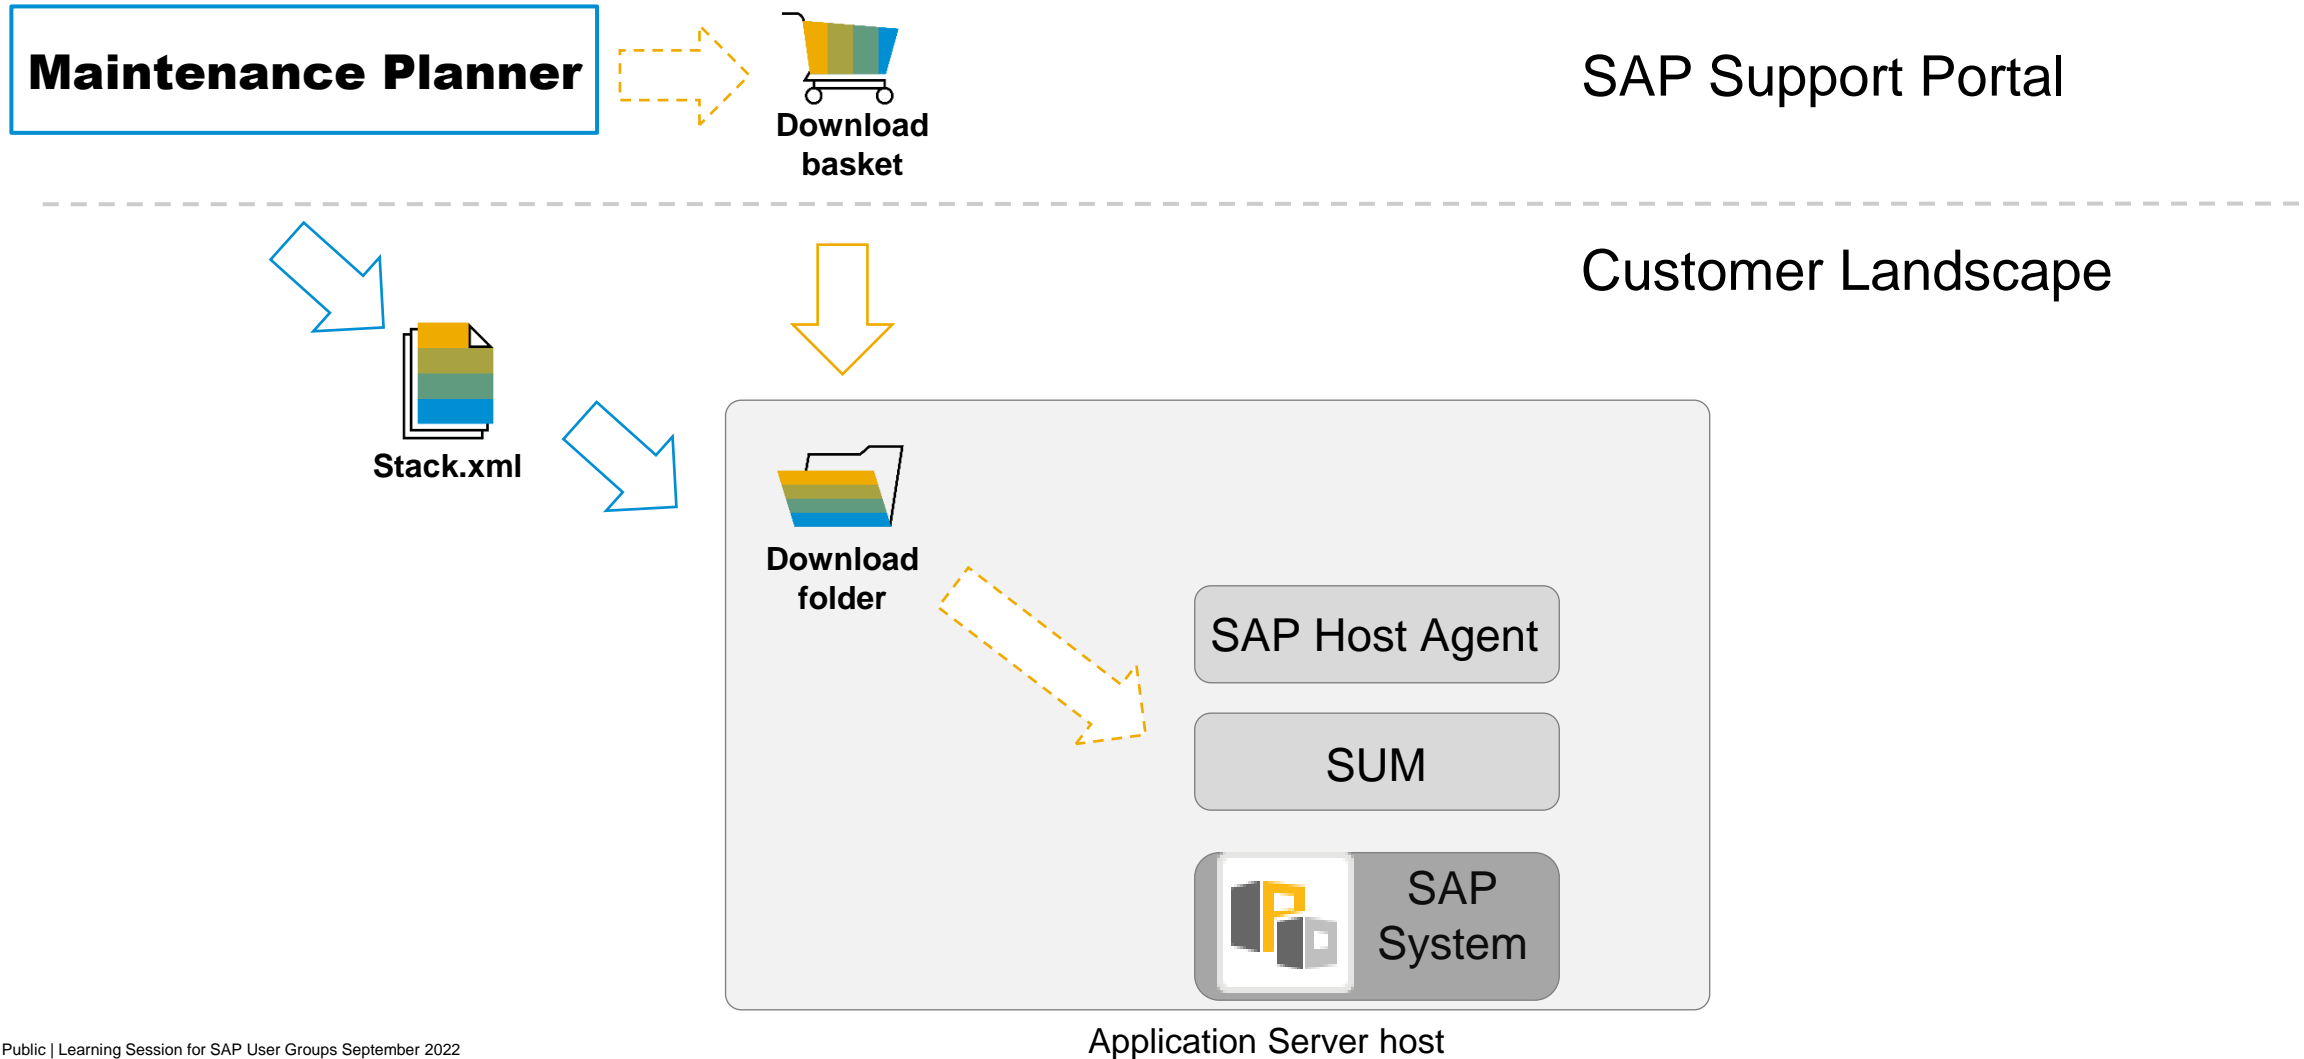 Maintenance Planner
Download
basket
SAP Support Portal
Customer Landscape
Stack.xml
Download
folder
SAP Host Agent
SUM
SAP
System
Application Server host
Public | Learning Session for SAP User Groups September 2022